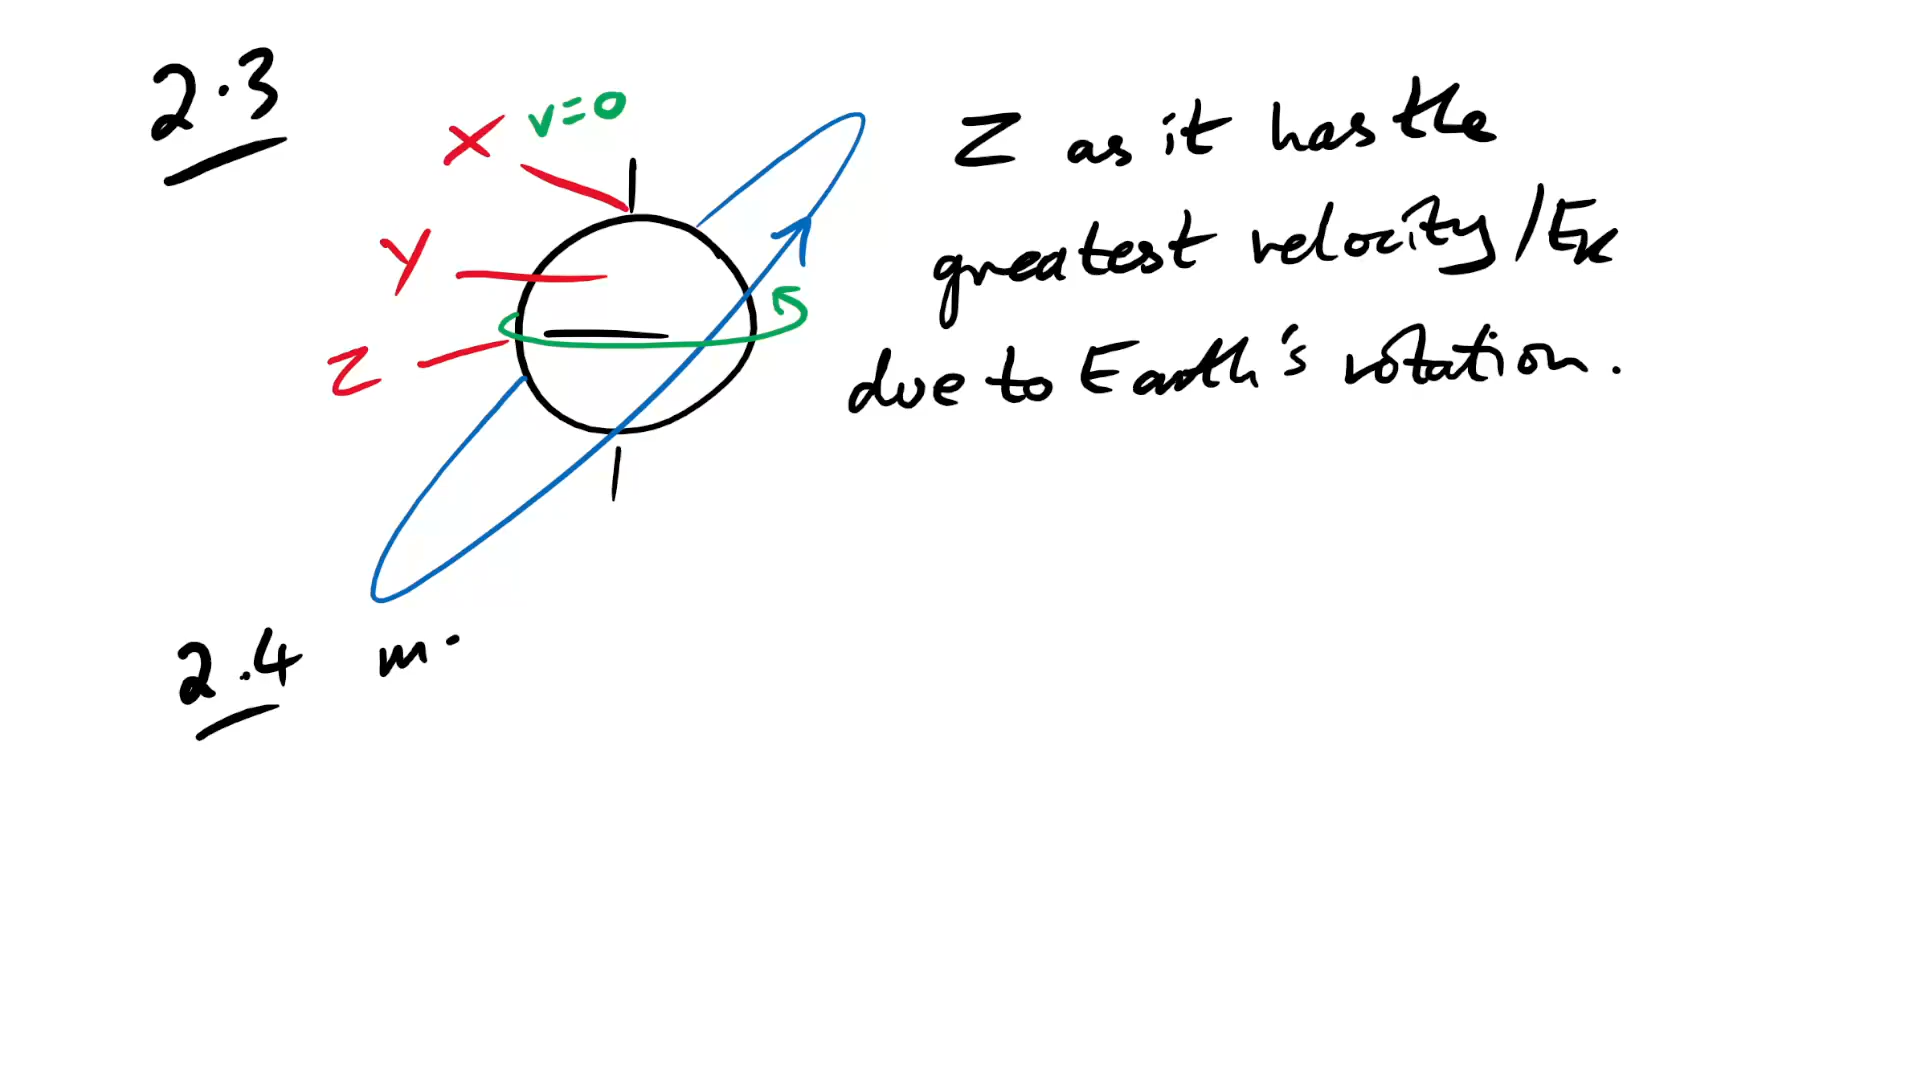 2.3
X v=0
Y
Z
Z as it has the
greatest velocity/Ek
due to Earth's rotation.
2.4 m